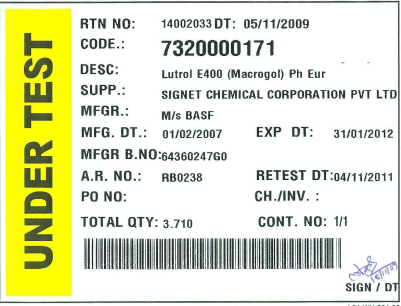 UNDER TEST
RTN NO: 14002033 DT: 05/11/2009
CODE.: 7320000171
DESC: Lutrol E400 (Macrogol) Ph Eur
SUPP.: SIGNET CHEMICAL CORPORATION PVT LTD
MFGR.: M/s BASF
MFG. DT.: 01/02/2007 EXP DT: 31/01/2012
MFGR B.NO:64360247G0
A.R. NO.: RB0238 RETEST DT:04/11/2011
PO NO: CH./INV. :
TOTAL QTY: 3.710 CONT. NO: 1/1
SIGN / DT